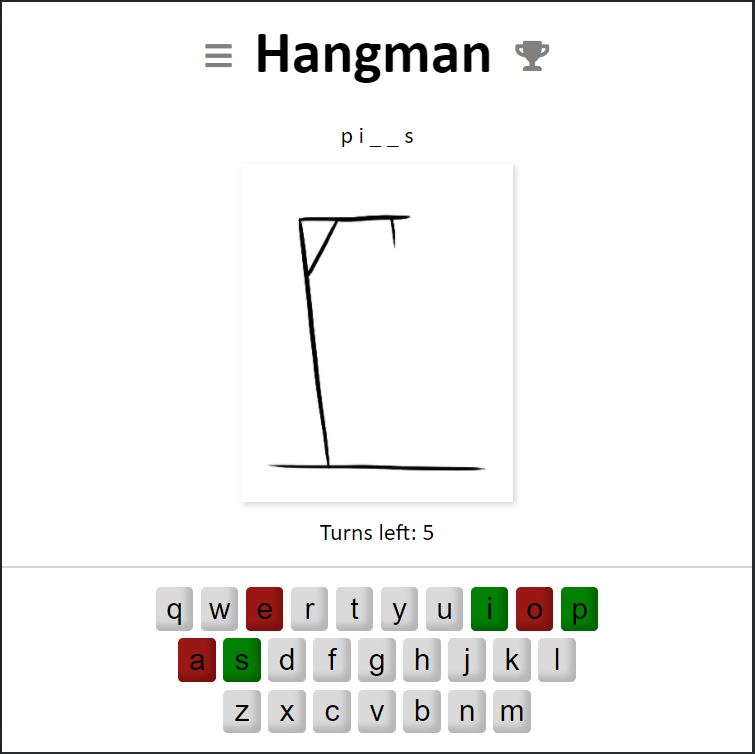 Hangman
p i _ _ s
Turns left: 5
q w e r t y u i o p
a s d f g h j k l
z x c v b n m